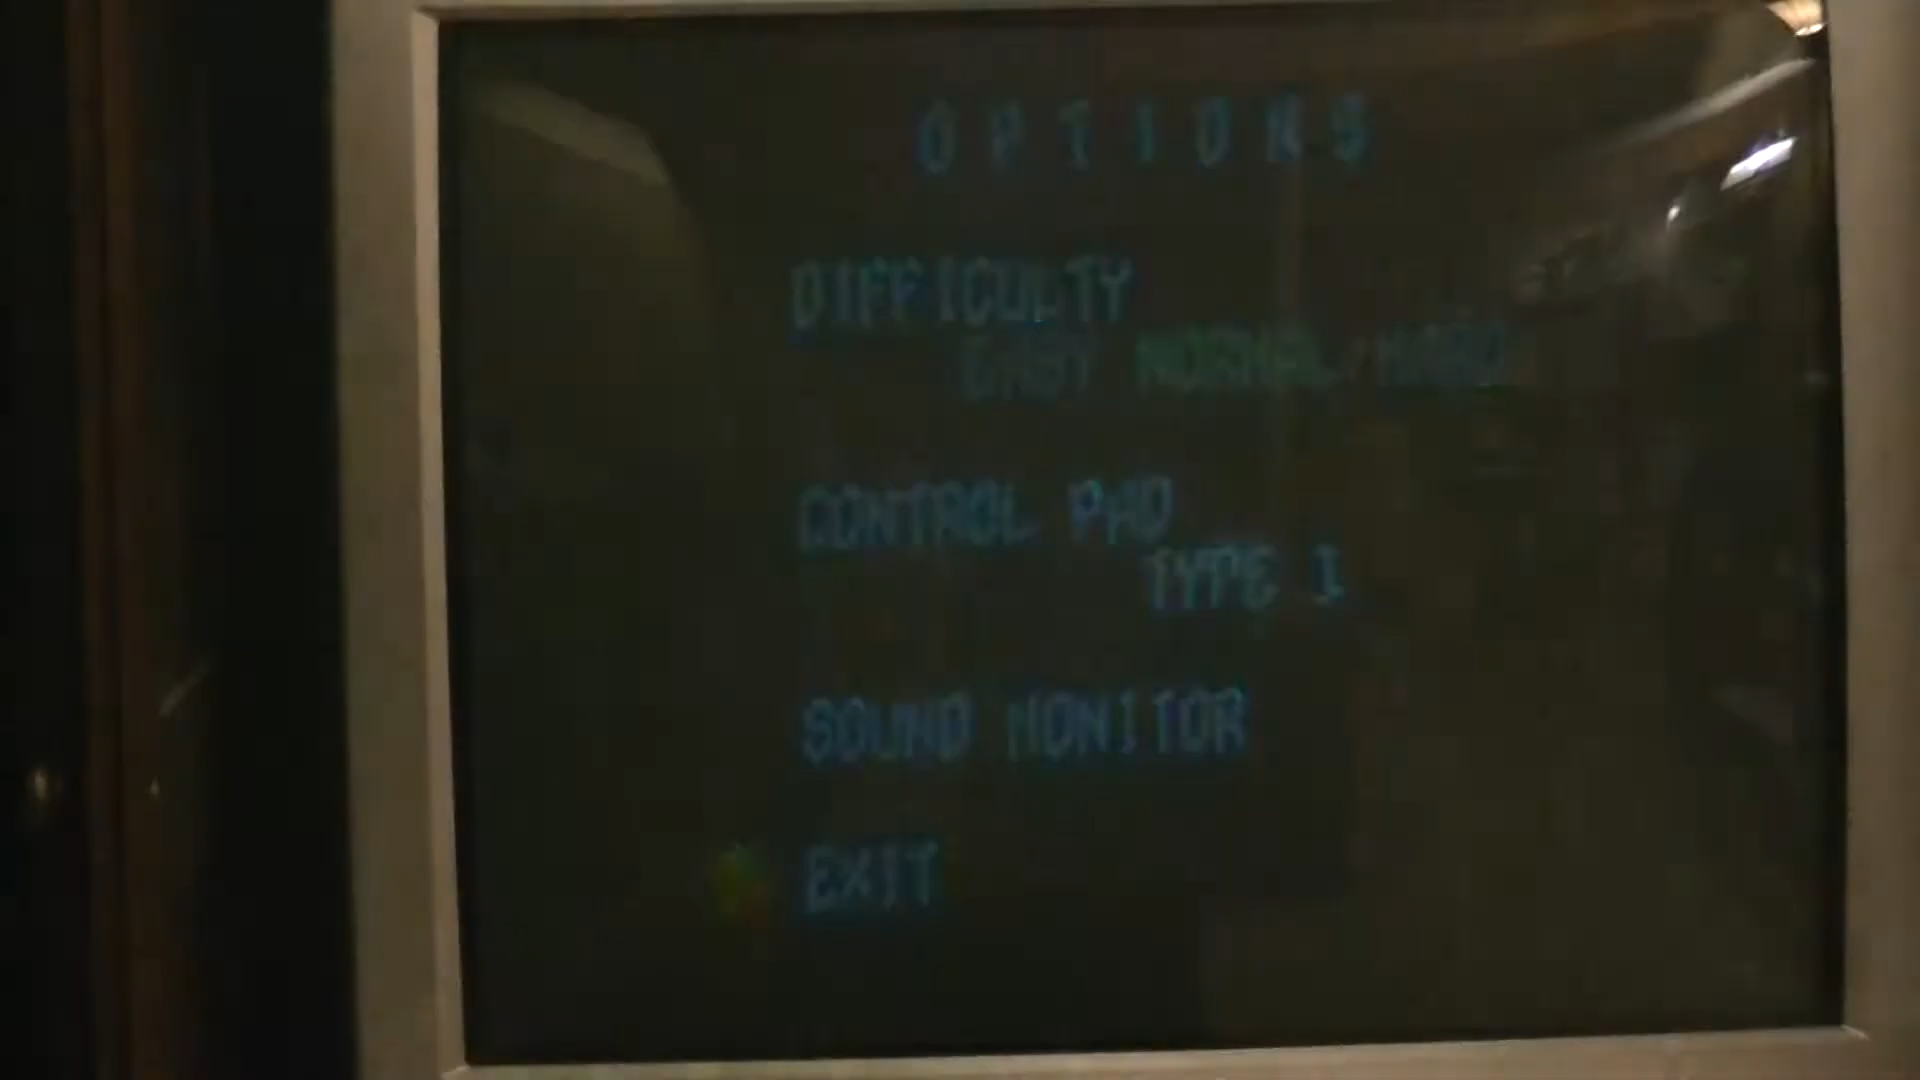 OPTIONS
DIFFICULTY
EASY NORMAL/HARD
CONTROL PAD
TYPE 1
SOUND MONITOR
EXIT